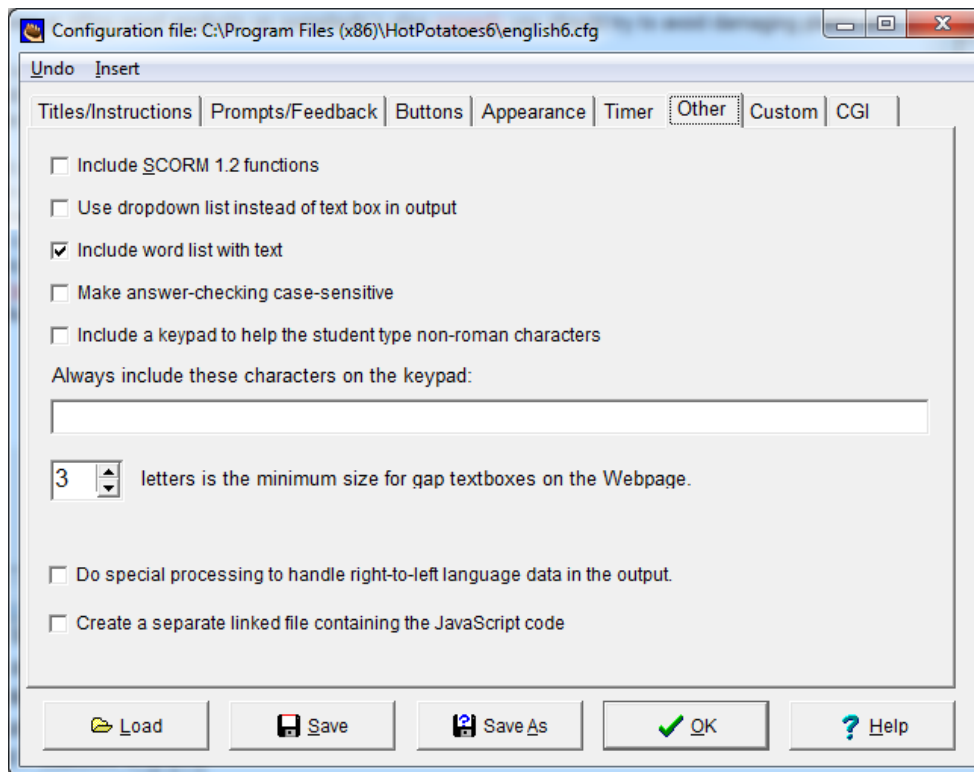 Configuration file: C:\Program Files (x86)\HotPotatoes6\english6.cfg
Undo Insert
Titles/Instructions Prompts/Feedback Buttons Appearance Timer Other Custom CGI
Include SCORM 1.2 functions
Use dropdown list instead of text box in output
Include word list with text
Make answer-checking case-sensitive
Include a keypad to help the student type non-roman characters
Always include these characters on the keypad:
3 letters is the minimum size for gap textboxes on the Webpage.
Do special processing to handle right-to-left language data in the output.
Create a separate linked file containing the JavaScript code
Load Save Save As OK Help